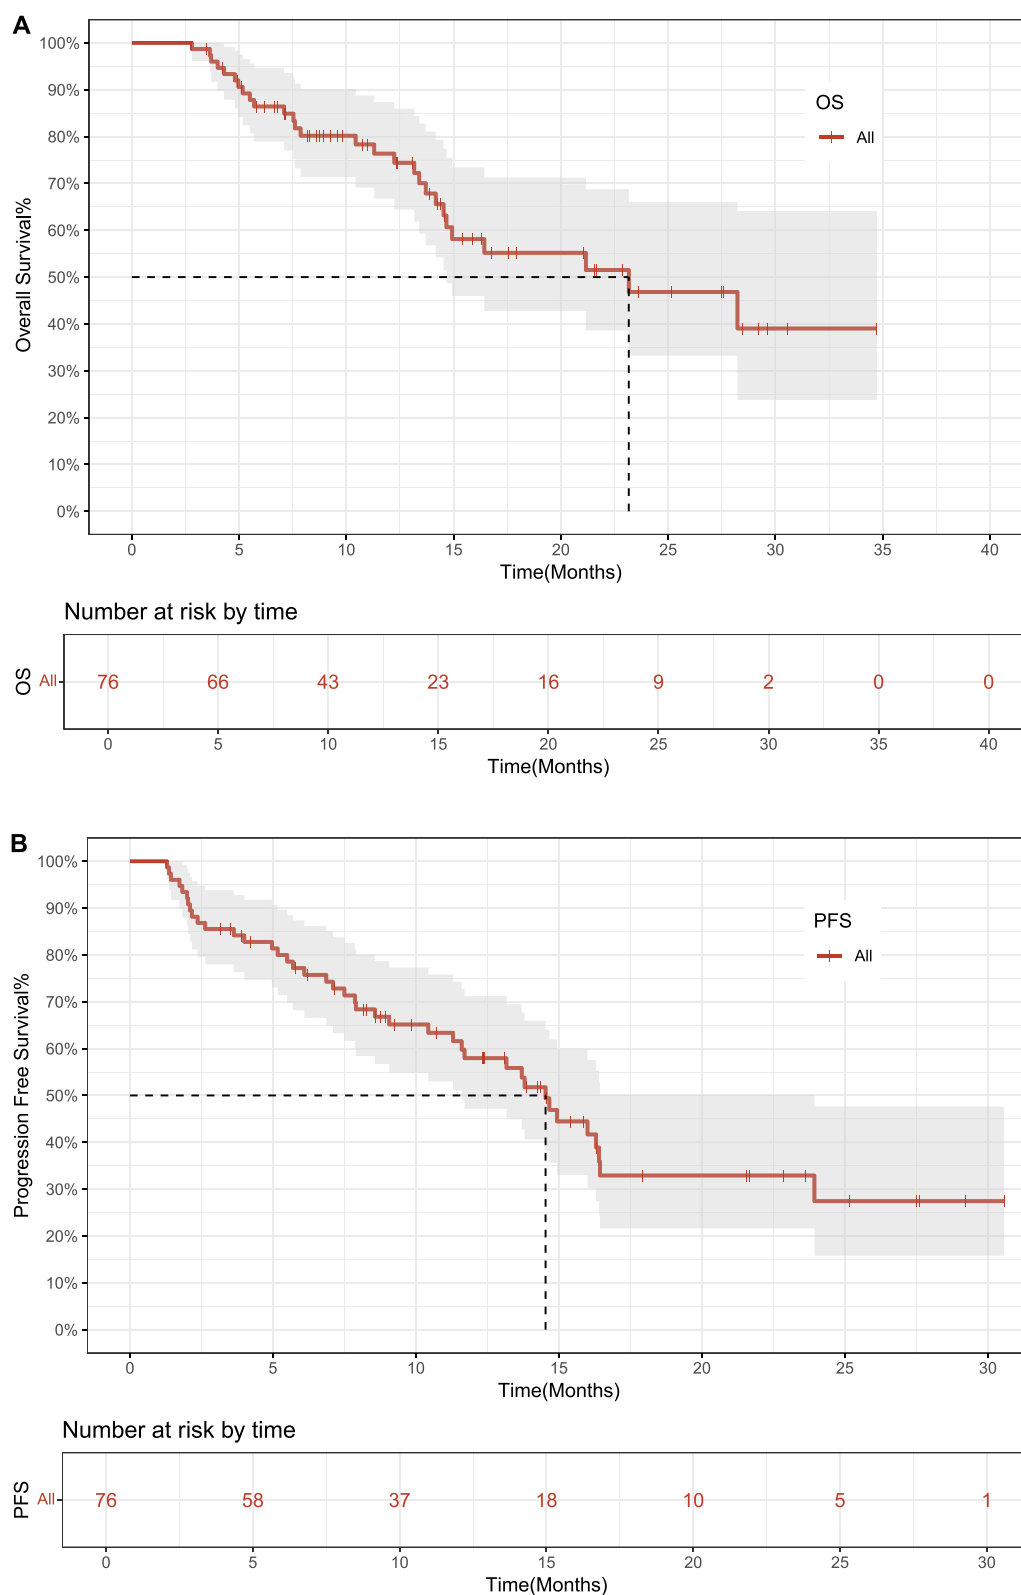 A
100%
90%
80%
70%
60%
50%
40%
30%
20%
10%
0%
Overall Survival%
OS
All
0 5 10 15 20 25 30 35 40
Time(Months)
Number at risk by time
OS
All 76 66 43 23 16 9 2 0 0
0 5 10 15 20 25 30 35 40
Time(Months)
B
100%
90%
80%
70%
60%
50%
40%
30%
20%
10%
0%
Progression Free Survival%
PFS
All
0 5 10 15 20 25 30
Time(Months)
Number at risk by time
PFS
All 76 58 37 18 10 5 1
0 5 10 15 20 25 30
Time(Months)